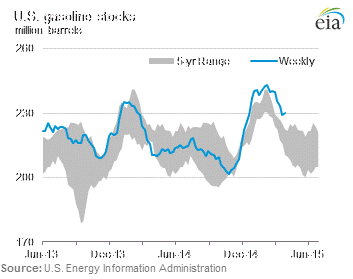 U.S. gasoline stocks
million barrels
eia
260
5-yr Range
Weekly
230
200
170
Jun-13
Dec-13
Jun-14
Dec-14
Jun-15
Source: U.S. Energy Information Administration